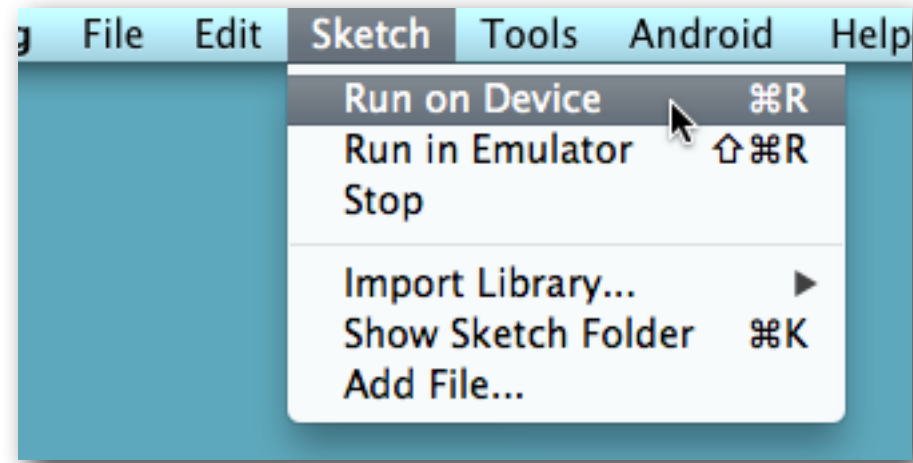 g File Edit Sketch Tools Android Help
Run on Device ⌘R
Run in Emulator ⇧⌘R
Stop
Import Library... ▶
Show Sketch Folder ⌘K
Add File...